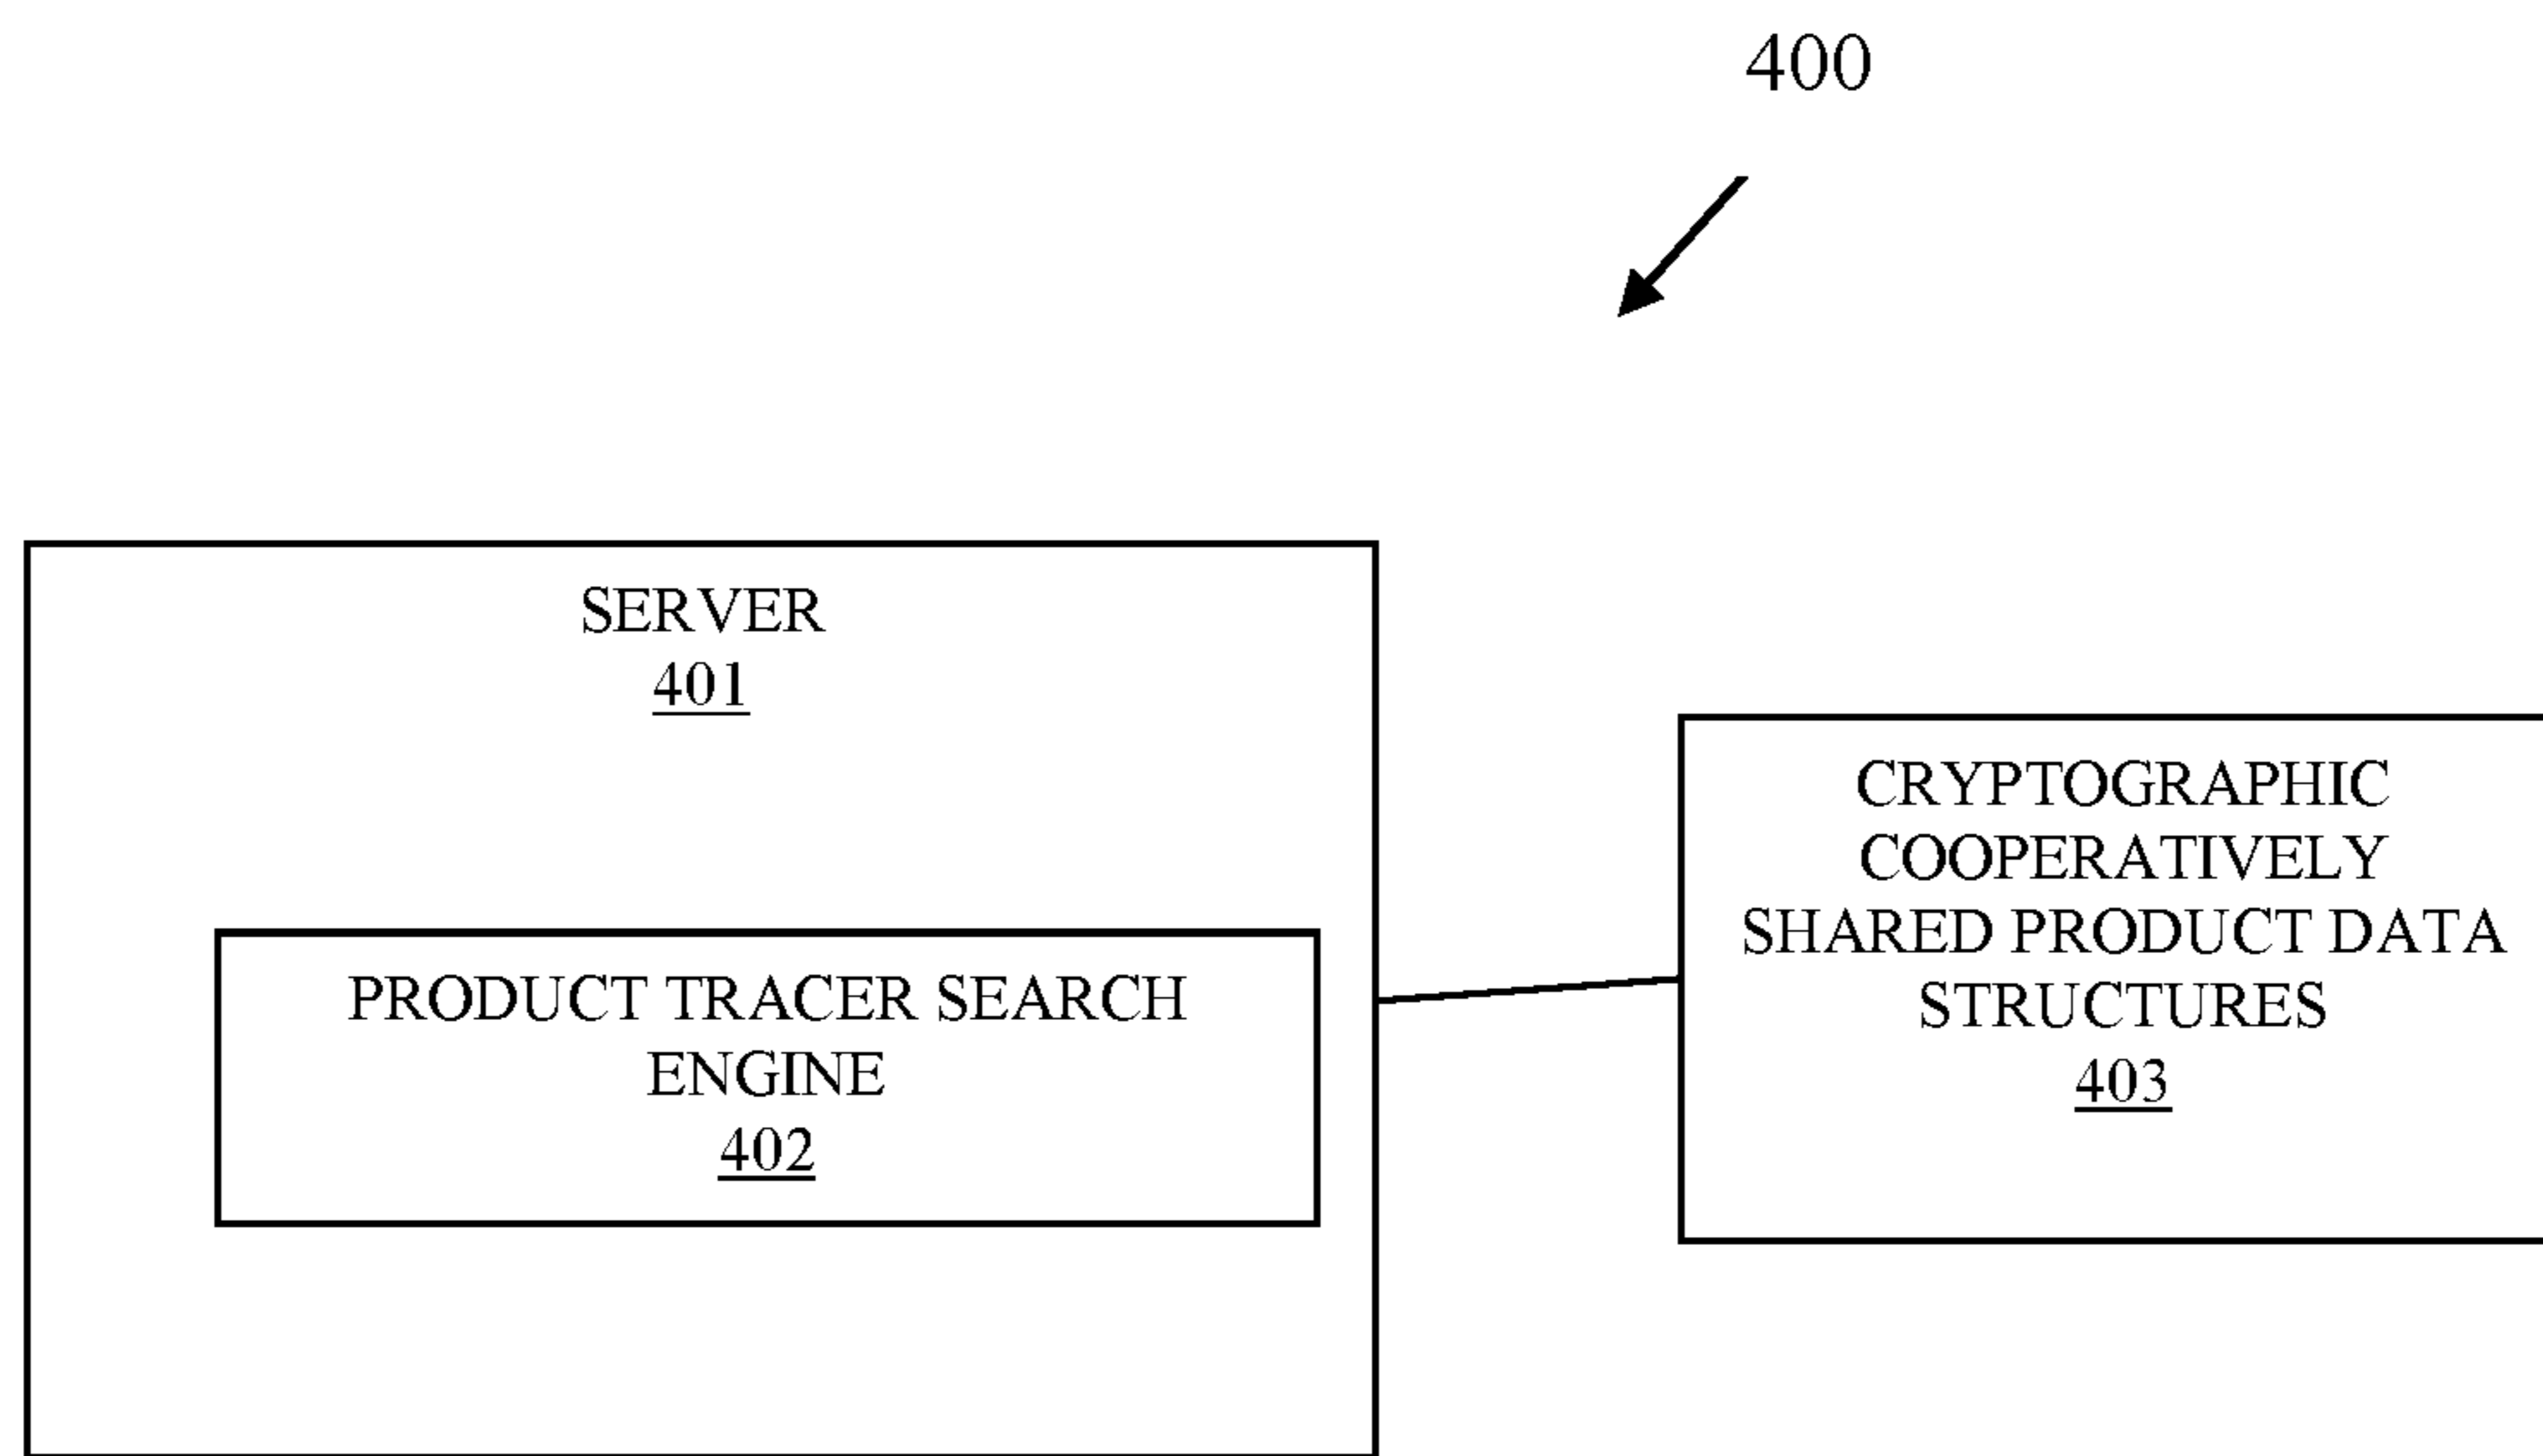 400
SERVER
401
PRODUCT TRACER SEARCH
ENGINE
402
CRYPTOGRAPHIC
COOPERATIVELY
SHARED PRODUCT DATA
STRUCTURES
403